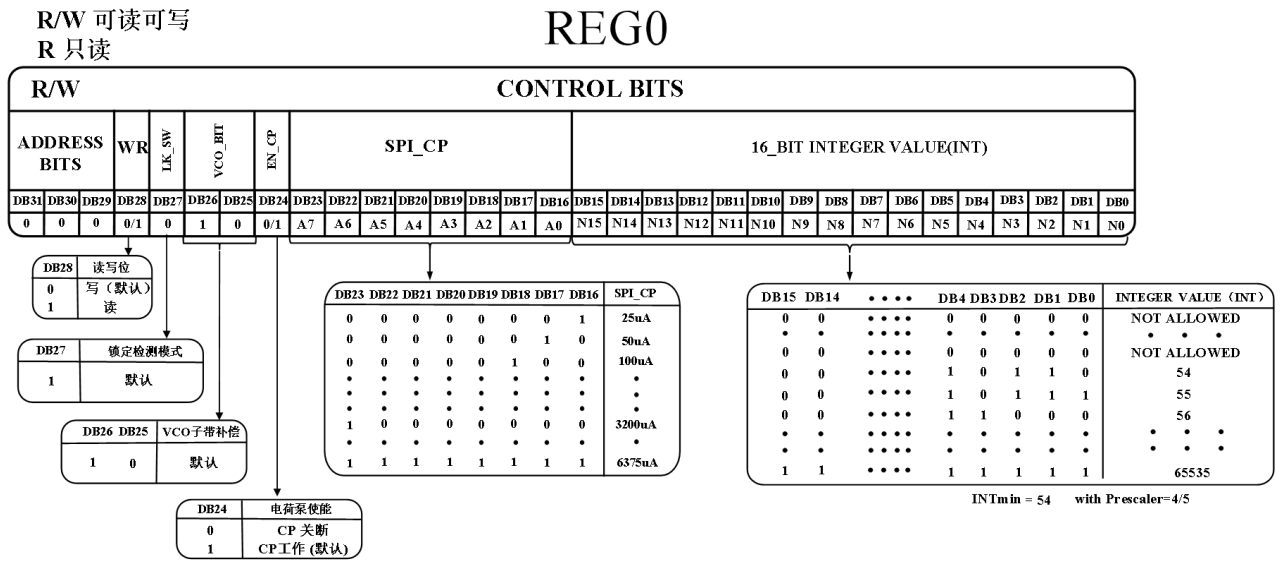 R/W 可读可写
R 只读
REG0
R/W CONTROL BITS
ADDRESS BITS WR LK_SW VCO_BIT EN_CP SPI_CP 16_BIT INTEGER VALUE(INT)
DB31 DB30 DB29 DB28 DB27 DB26 DB25 DB24 DB23 DB22 DB21 DB20 DB19 DB18 DB17 DB16 DB15 DB14 DB13 DB12 DB11 DB10 DB9 DB8 DB7 DB6 DB5 DB4 DB3 DB2 DB1 DB0
0 0 0 0/1 0 1 0 0/1 A7 A6 A5 A4 A3 A2 A1 A0 N15 N14 N13 N12 N11 N10 N9 N8 N7 N6 N5 N4 N3 N2 N1 N0
DB28 读写位
0 写（默认）
1 读
DB27 锁定检测模式
1 默认
DB26 DB25 VCO子带补偿
1 0 默认
DB24 电荷泵使能
0 CP 关断
1 CP工作 (默认)
DB23 DB22 DB21 DB20 DB19 DB18 DB17 DB16 SPI_CP
0 0 0 0 0 0 0 1 25uA
0 0 0 0 0 0 1 0 50uA
0 0 0 0 0 1 0 0 100uA
• • • • • • • • •
• • • • • • • • •
1 0 0 0 0 0 0 0 3200uA
• • • • • • • • •
1 1 1 1 1 1 1 1 6375uA
DB15 DB14 • • • • DB4 DB3 DB2 DB1 DB0 INTEGER VALUE（INT）
0 0 • • • • 0 0 0 0 0 NOT ALLOWED
• • • • • • • • • • • • • •
0 0 • • • • 0 0 0 0 0 NOT ALLOWED
0 0 • • • • 1 0 1 1 0 54
0 0 • • • • 1 0 1 1 1 55
0 0 • • • • 1 1 0 0 0 56
• • • • • • • • • • • • • •
1 1 • • • • 1 1 1 1 1 65535
INTmin = 54 with Prescaler=4/5